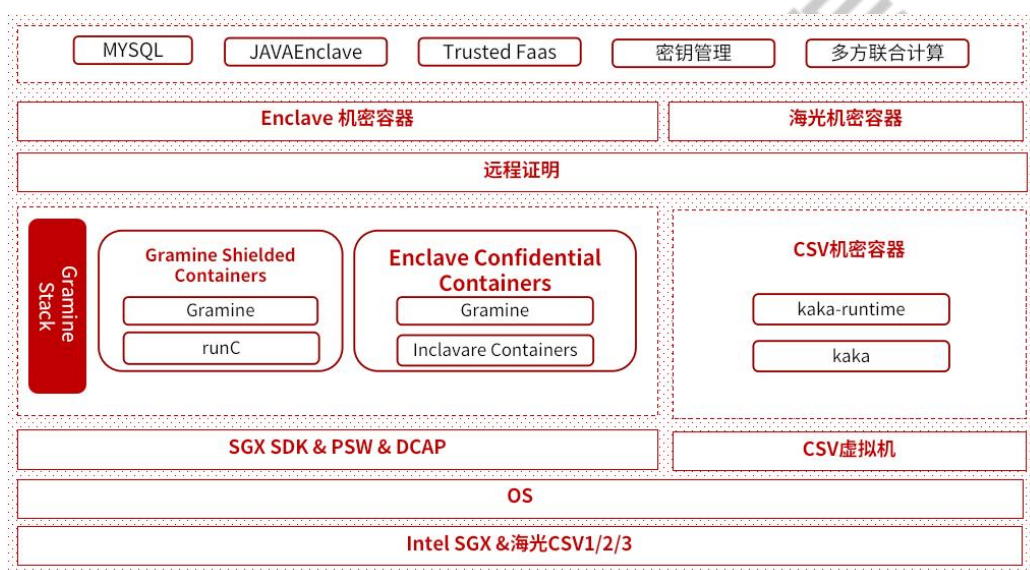 MYSQL
JAVAEnclave
Trusted Faas
密钥管理
多方联合计算
Enclave 机密容器
海光机密容器
远程证明
Gramine
Stack
Gramine Shielded
Containers
Gramine
runC
Enclave Confidential
Containers
Gramine
Inclavare Containers
CSV机密容器
kaka-runtime
kaka
SGX SDK & PSW & DCAP
CSV虚拟机
OS
Intel SGX &海光CSV1/2/3